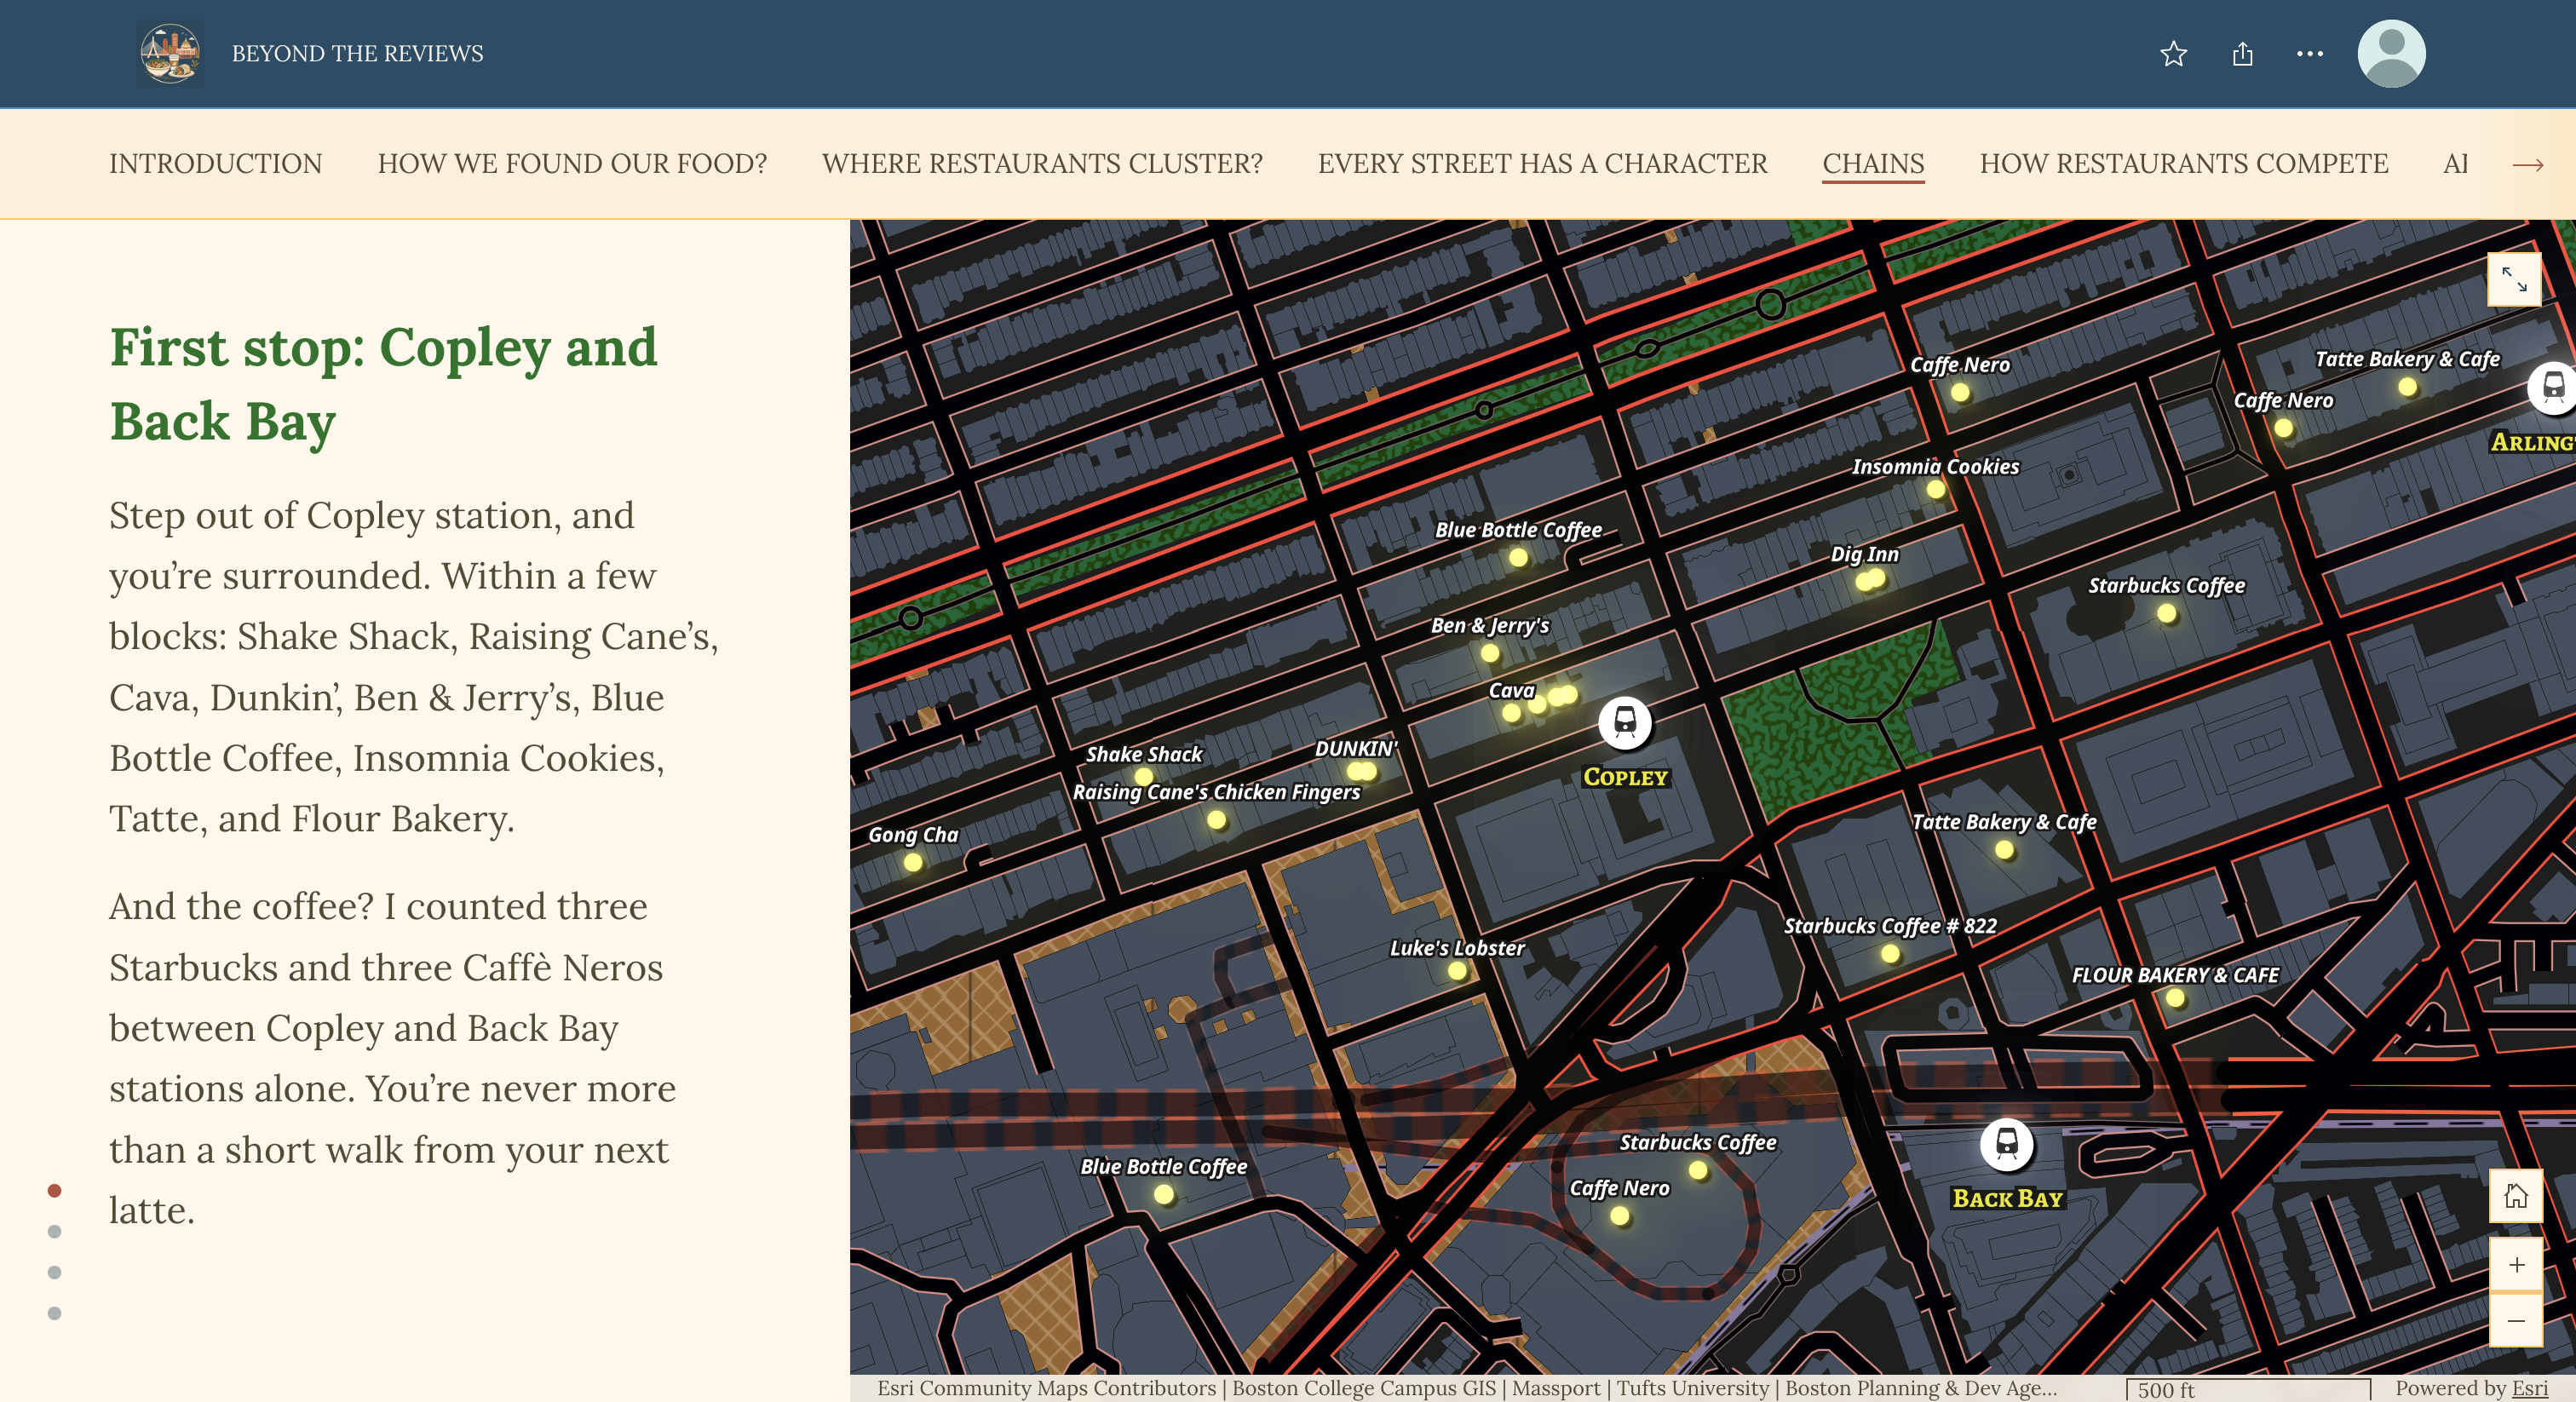 BEYOND THE REVIEWS
INTRODUCTION
HOW WE FOUND OUR FOOD?
WHERE RESTAURANTS CLUSTER?
EVERY STREET HAS A CHARACTER
CHAINS
HOW RESTAURANTS COMPETE
First stop: Copley and
Back Bay
Step out of Copley station, and
you’re surrounded. Within a few
blocks: Shake Shack, Raising Cane’s,
Cava, Dunkin’, Ben & Jerry’s, Blue
Bottle Coffee, Insomnia Cookies,
Tatte, and Flour Bakery.
And the coffee? I counted three
Starbucks and three Caffè Neros
between Copley and Back Bay
stations alone. You’re never more
than a short walk from your next
latte.
Caffe Nero
Tatte Bakery & Cafe
Caffe Nero
ARLING
Insomnia Cookies
Blue Bottle Coffee
Dig Inn
Starbucks Coffee
Ben & Jerry's
Cava
COPLEY
Shake Shack
DUNKIN'
Raising Cane's Chicken Fingers
Gong Cha
Tatte Bakery & Cafe
Luke's Lobster
Starbucks Coffee # 822
FLOUR BAKERY & CAFE
Starbucks Coffee
Blue Bottle Coffee
Caffe Nero
BACK BAY
Esri Community Maps Contributors | Boston College Campus GIS | Massport | Tufts University | Boston Planning & Dev Age...
500 ft
Powered by Esri